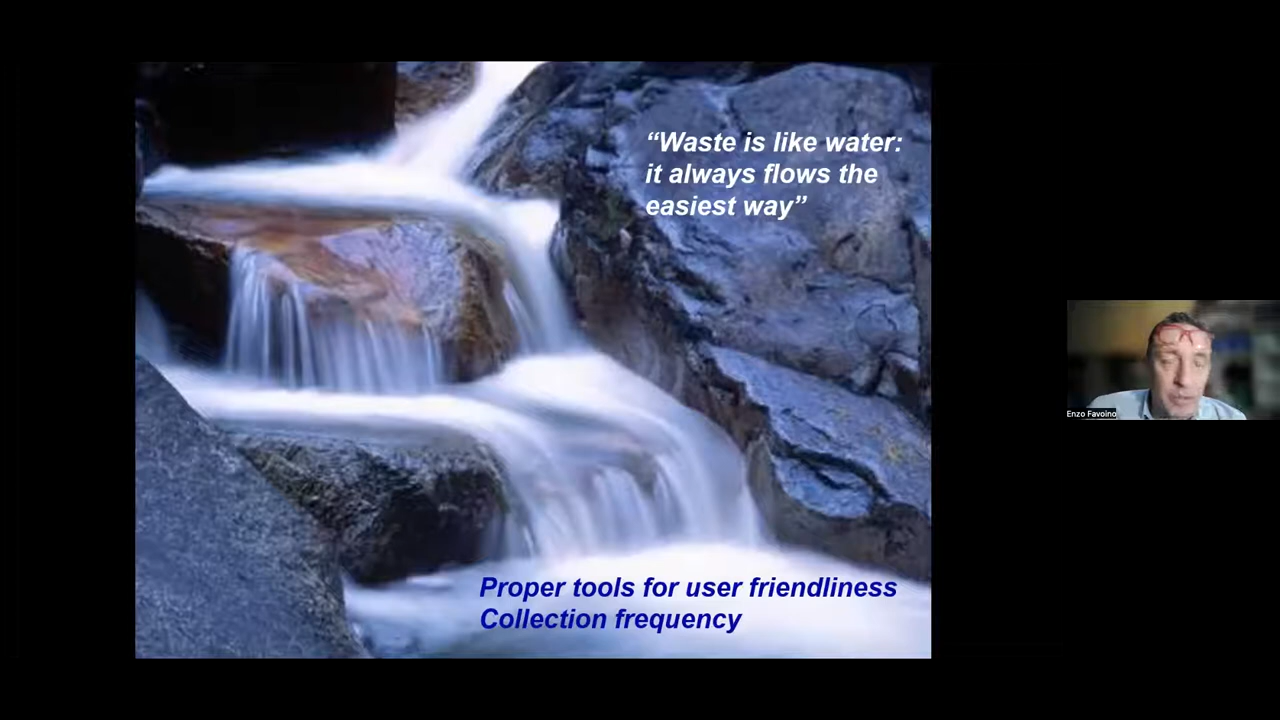 “Waste is like water:
it always flows the
easiest way”
Proper tools for user friendliness
Collection frequency
Enzo Favoino